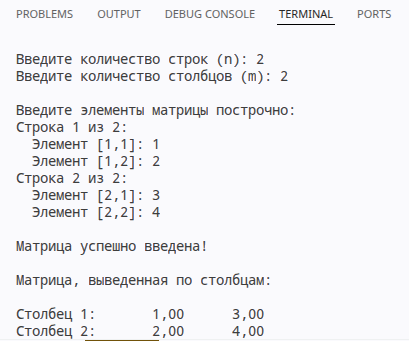 PROBLEMS OUTPUT DEBUG CONSOLE TERMINAL PORTS
Введите количество строк (n): 2
Введите количество столбцов (m): 2
Введите элементы матрицы построчно:
Строка 1 из 2:
Элемент [1,1]: 1
Элемент [1,2]: 2
Строка 2 из 2:
Элемент [2,1]: 3
Элемент [2,2]: 4
Матрица успешно введена!
Матрица, выведенная по столбцам:
Столбец 1: 1,00 3,00
Столбец 2: 2,00 4,00